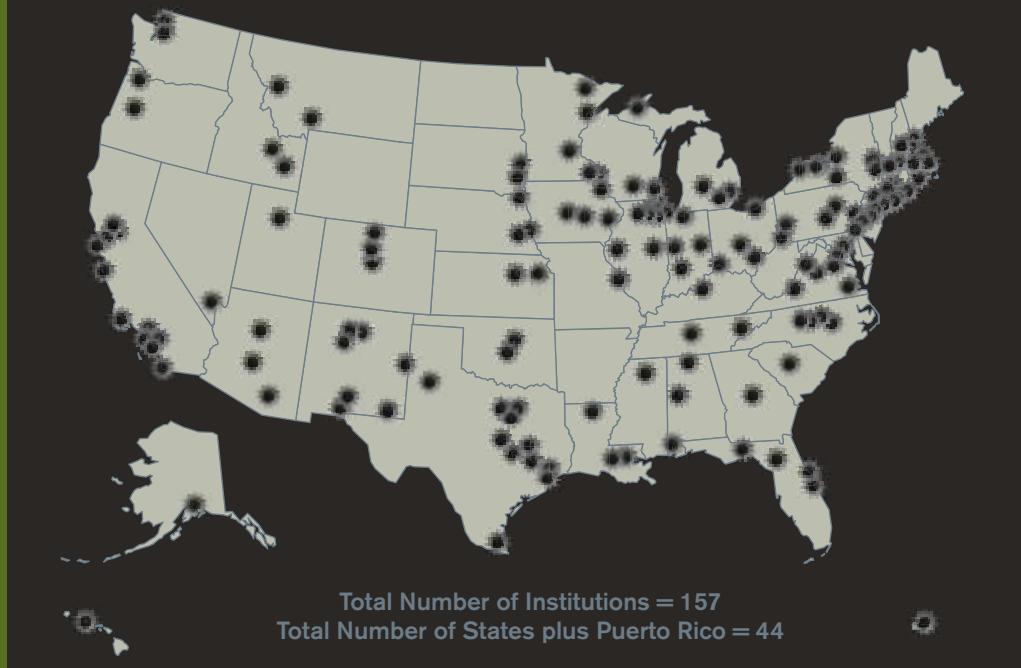 Total Number of Institutions = 157
Total Number of States plus Puerto Rico = 44